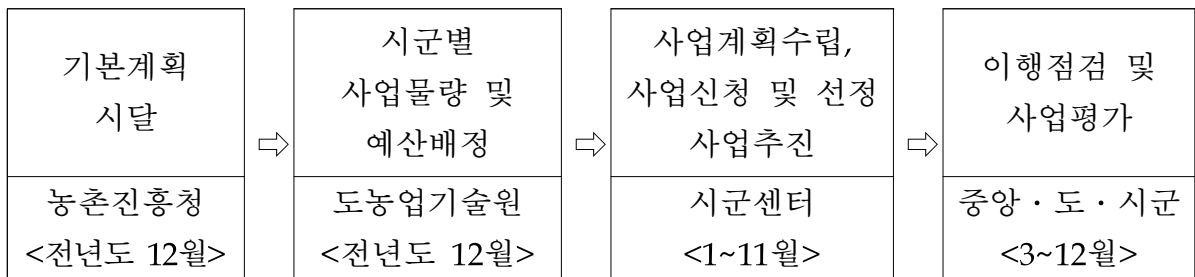 기본계획
시달
농촌진흥청
<전년도 12월>
⇨
시군별
사업물량 및
예산배정
도농업기술원
<전년도 12월>
⇨
사업계획수립,
사업신청 및 선정
사업추진
시군센터
<1~11월>
⇨
이행점검 및
사업평가
중앙・도・시군
<3~12월>